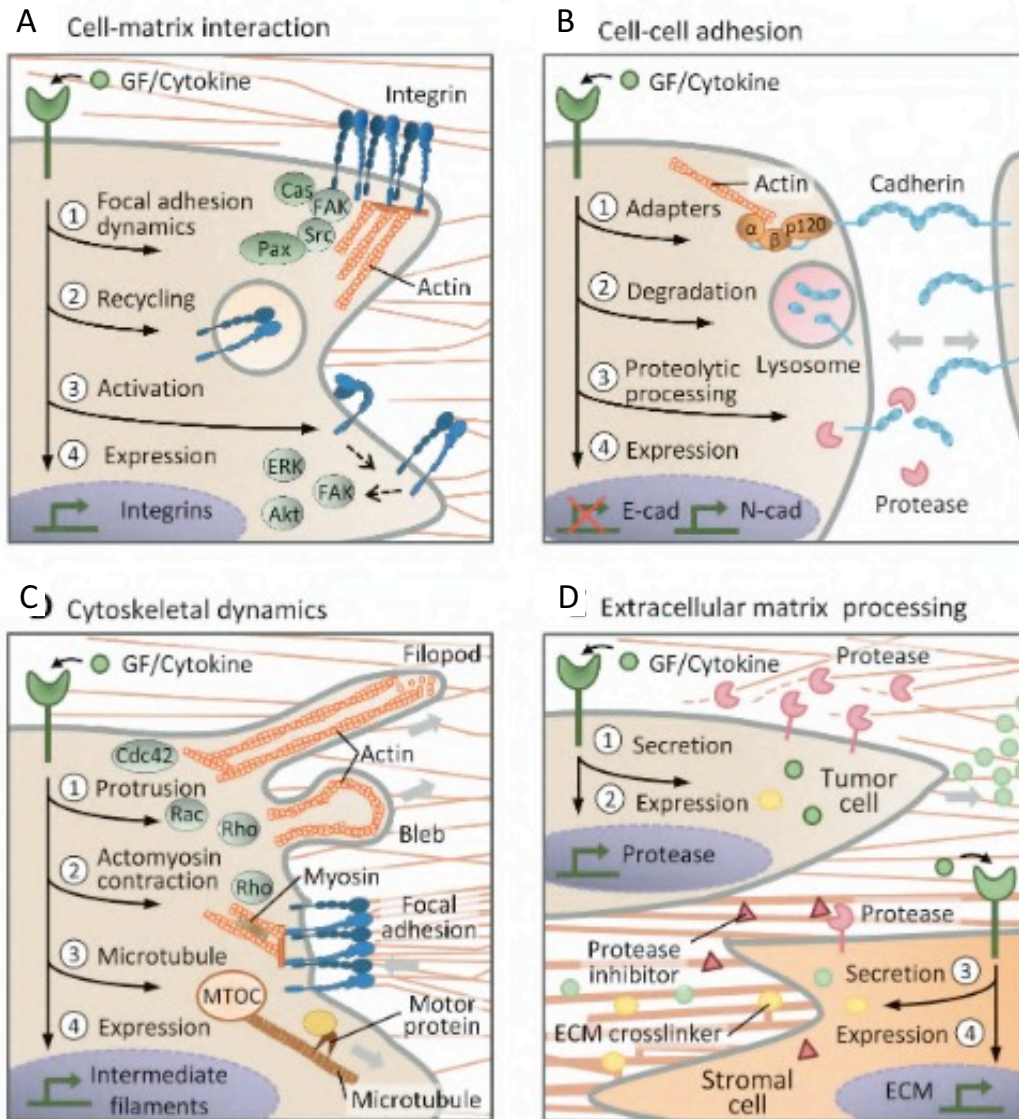 A Cell-matrix interaction
GF/Cytokine
Integrin
Cas
FAK
Src
Pax
1 Focal adhesion
dynamics
Actin
2 Recycling
3 Activation
4 Expression
ERK
FAK
Akt
Integrins
B Cell-cell adhesion
GF/Cytokine
Actin
Cadherin
1 Adapters
α
β
p120
2 Degradation
Lysosome
3 Proteolytic
processing
4 Expression
Protease
E-cad
N-cad
C Cytoskeletal dynamics
GF/Cytokine
Filopod
Cdc42
Actin
1 Protrusion
Rac
Rho
Bleb
2 Actomyosin
contraction
Rho
Myosin
Focal
adhesion
3 Microtubule
MTOC
Motor
protein
4 Expression
Intermediate
filaments
Microtubule
D Extracellular matrix processing
GF/Cytokine
Protease
1 Secretion
Tumor
cell
2 Expression
Protease
Protease
Protease
inhibitor
Secretion 3
ECM crosslinker
Expression 4
Stromal
cell
ECM